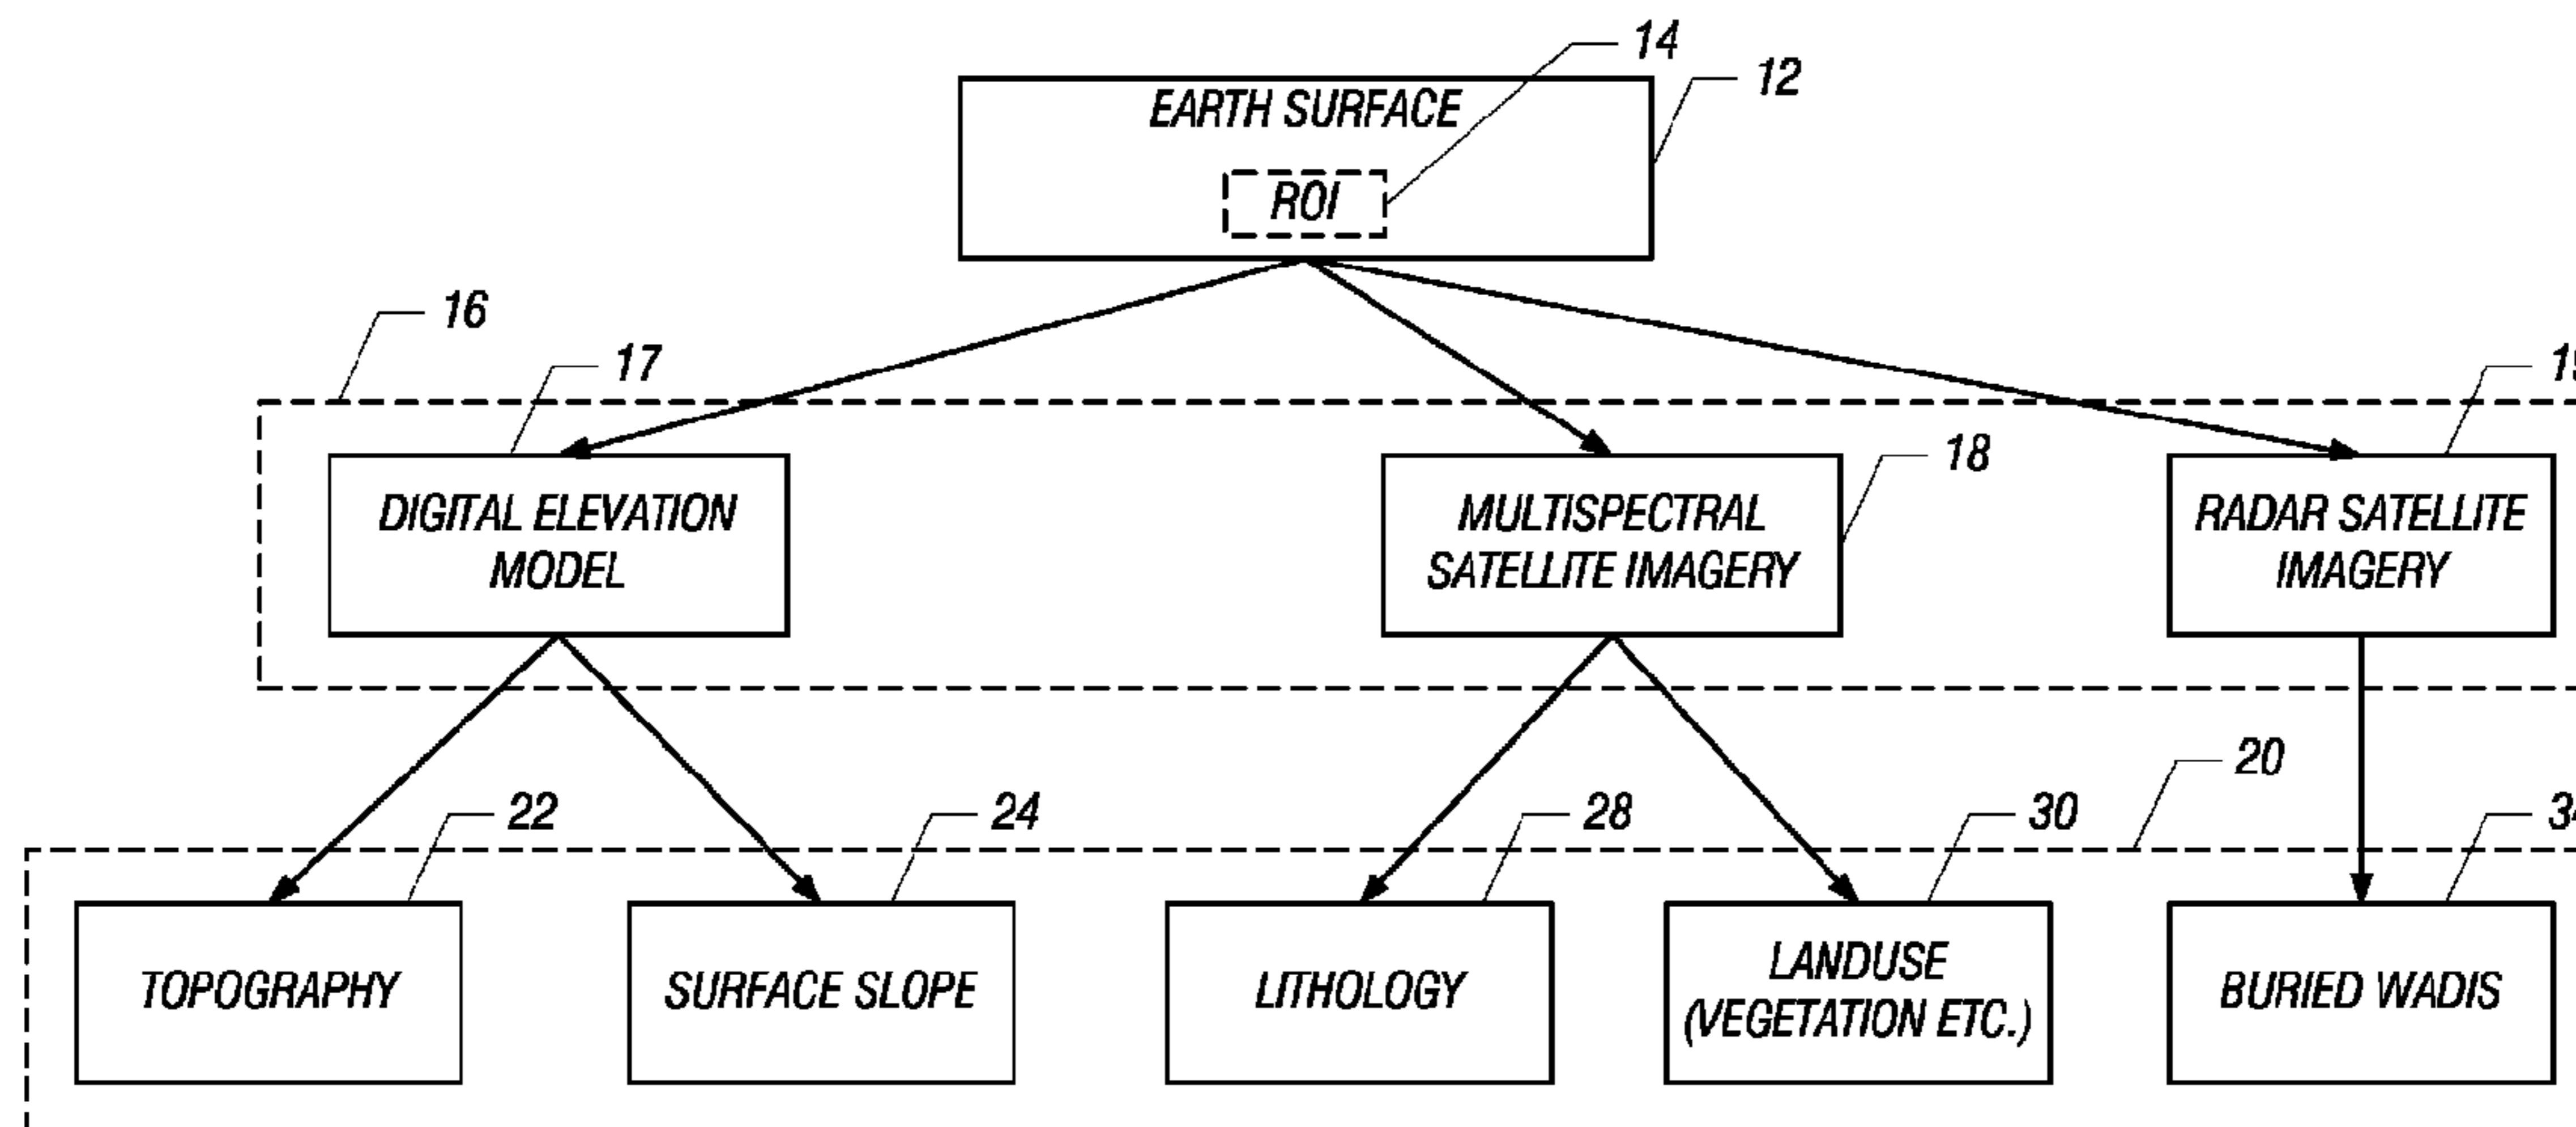 14
12
EARTH SURFACE
ROI
16
17
18
DIGITAL ELEVATION
MODEL
MULTISPECTRAL
SATELLITE IMAGERY
RADAR SATELLITE
IMAGERY
20
22
24
28
30
TOPOGRAPHY
SURFACE SLOPE
LITHOLOGY
LANDUSE
(VEGETATION ETC.)
BURIED WADIS